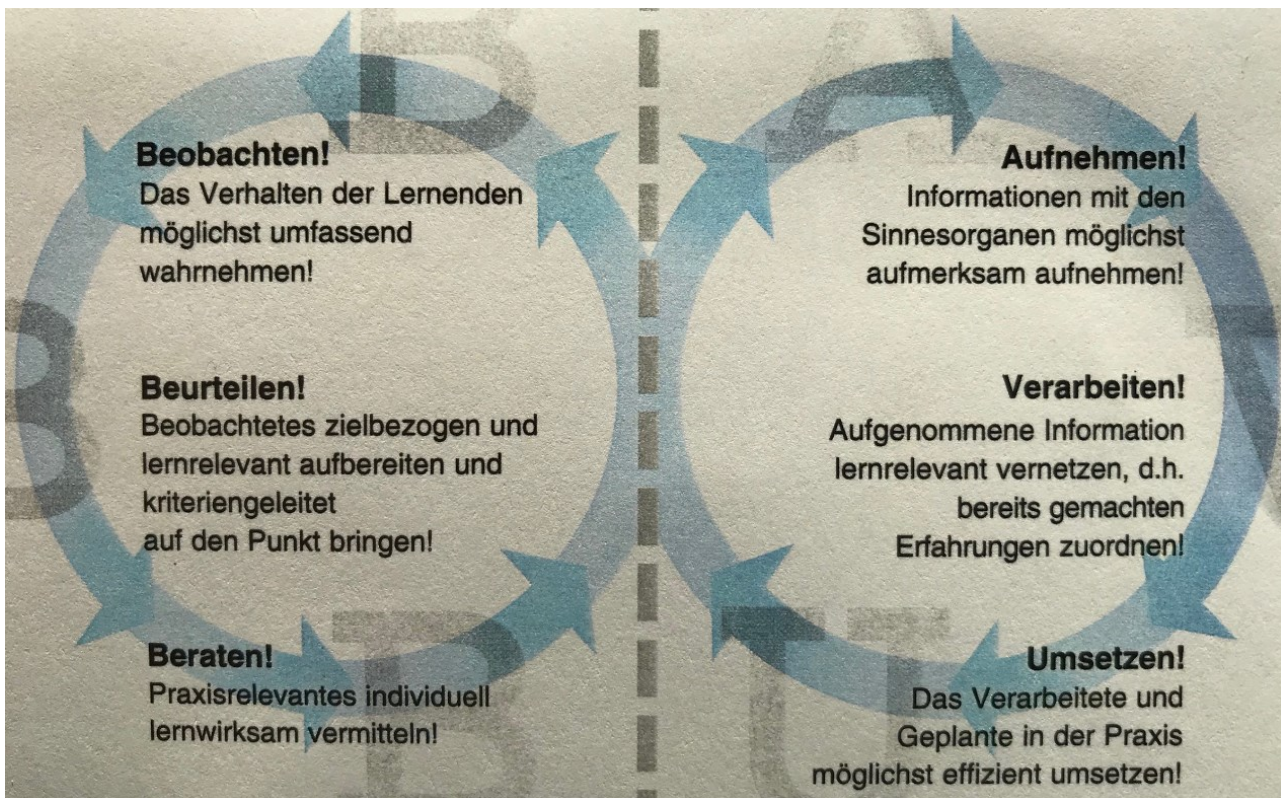 B
Beobachten!
Das Verhalten der Lernenden
möglichst umfassend
wahrnehmen!
B
Beurteilen!
Beobachtetes zielbezogen und
lernrelevant aufbereiten und
kriteriengeleitet
auf den Punkt bringen!
B
Beraten!
Praxisrelevantes individuell
lernwirksam vermitteln!
A
Aufnehmen!
Informationen mit den
Sinnesorganen möglichst
aufmerksam aufnehmen!
V
Verarbeiten!
Aufgenommene Information
lernrelevant vernetzen, d.h.
bereits gemachten
Erfahrungen zuordnen!
U
Umsetzen!
Das Verarbeitete und
Geplante in der Praxis
möglichst effizient umsetzen!